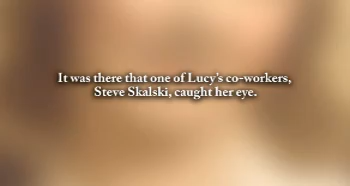 It was there that one of Lucy's co-workers,
Steve Skalski, caught her eye.